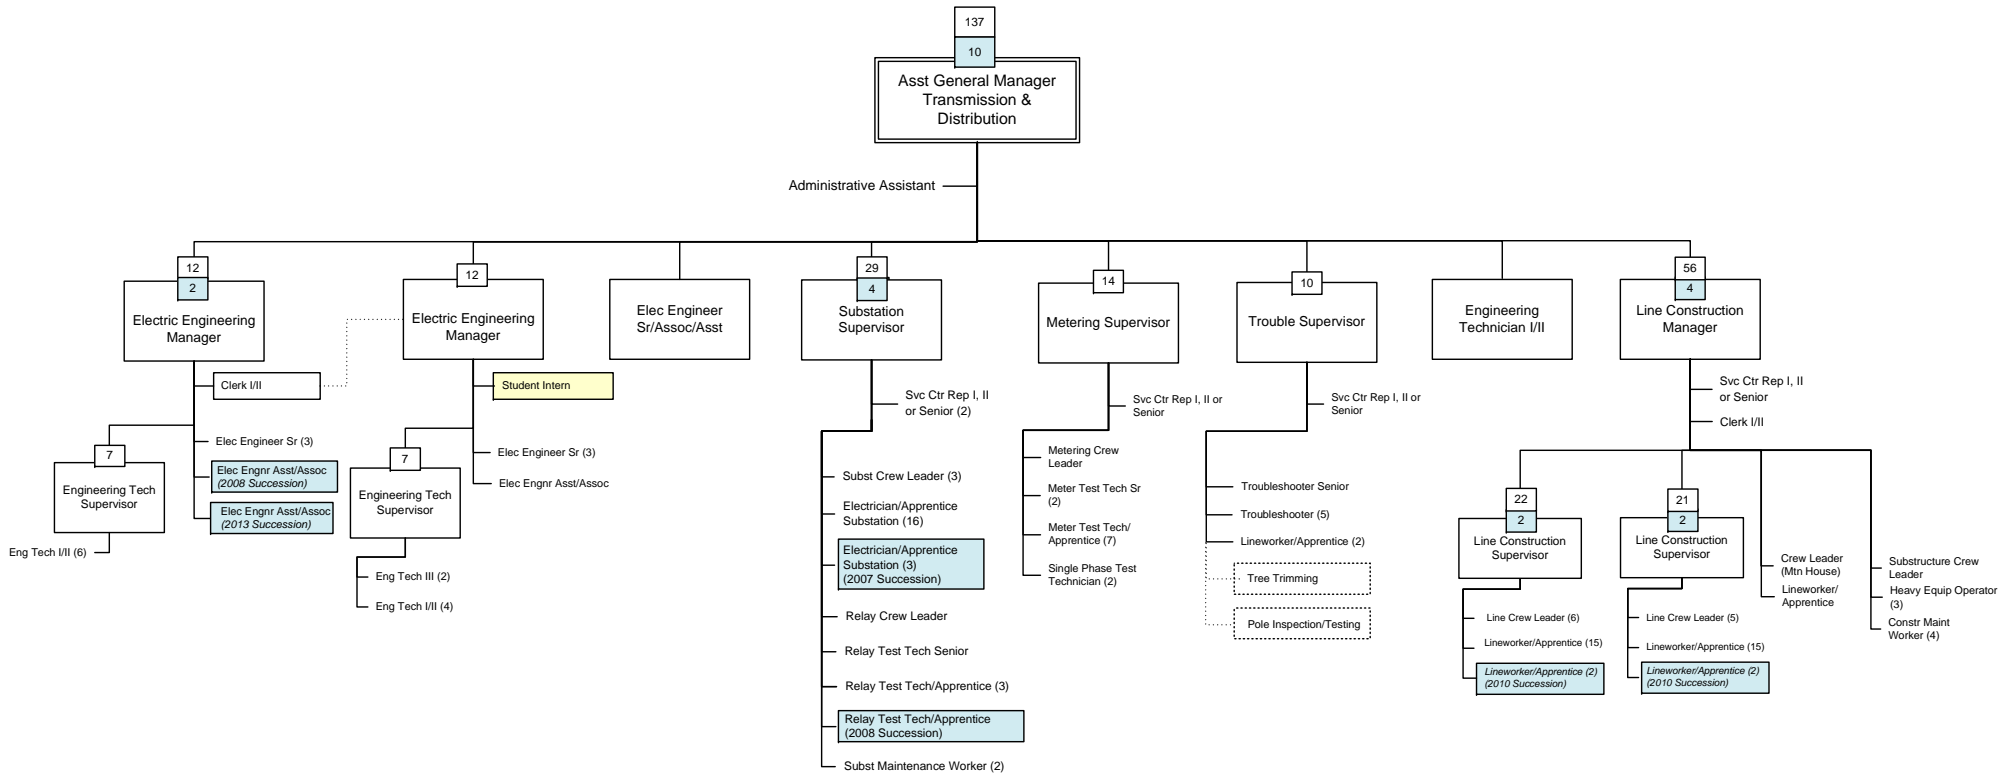 137
10
Asst General Manager
Transmission &
Distribution
Administrative Assistant
12
2
Electric Engineering
Manager
Clerk I/II
7
Engineering Tech
Supervisor
Eng Tech I/II (6)
Elec Engineer Sr (3)
Elec Engnr Asst/Assoc
(2008 Succession)
Elec Engnr Asst/Assoc
(2013 Succession)
12
Electric Engineering
Manager
Student Intern
7
Engineering Tech
Supervisor
Eng Tech III (2)
Eng Tech I/II (4)
Elec Engineer Sr (3)
Elec Engnr Asst/Assoc
Elec Engineer
Sr/Assoc/Asst
29
4
Substation
Supervisor
Svc Ctr Rep I, II
or Senior (2)
Subst Crew Leader (3)
Electrician/Apprentice
Substation (16)
Electrician/Apprentice
Substation (3)
(2007 Succession)
Relay Crew Leader
Relay Test Tech Senior
Relay Test Tech/Apprentice (3)
Relay Test Tech/Apprentice
(2008 Succession)
Subst Maintenance Worker (2)
14
Metering Supervisor
Svc Ctr Rep I, II or
Senior
Metering Crew
Leader
Meter Test Tech Sr
(2)
Meter Test Tech/
Apprentice (7)
Single Phase Test
Technician (2)
10
Trouble Supervisor
Svc Ctr Rep I, II or
Senior
Troubleshooter Senior
Troubleshooter (5)
Lineworker/Apprentice (2)
Tree Trimming
Pole Inspection/Testing
Engineering
Technician I/II
56
4
Line Construction
Manager
Svc Ctr Rep I, II
or Senior
Clerk I/II
22
2
Line Construction
Supervisor
Line Crew Leader (6)
Lineworker/Apprentice (15)
Lineworker/Apprentice (2)
(2010 Succession)
21
2
Line Construction
Supervisor
Line Crew Leader (5)
Lineworker/Apprentice (15)
Lineworker/Apprentice (2)
(2010 Succession)
Crew Leader
(Mtn House)
Lineworker/
Apprentice
Substructure Crew
Leader
Heavy Equip Operator
(3)
Constr Maint
Worker (4)